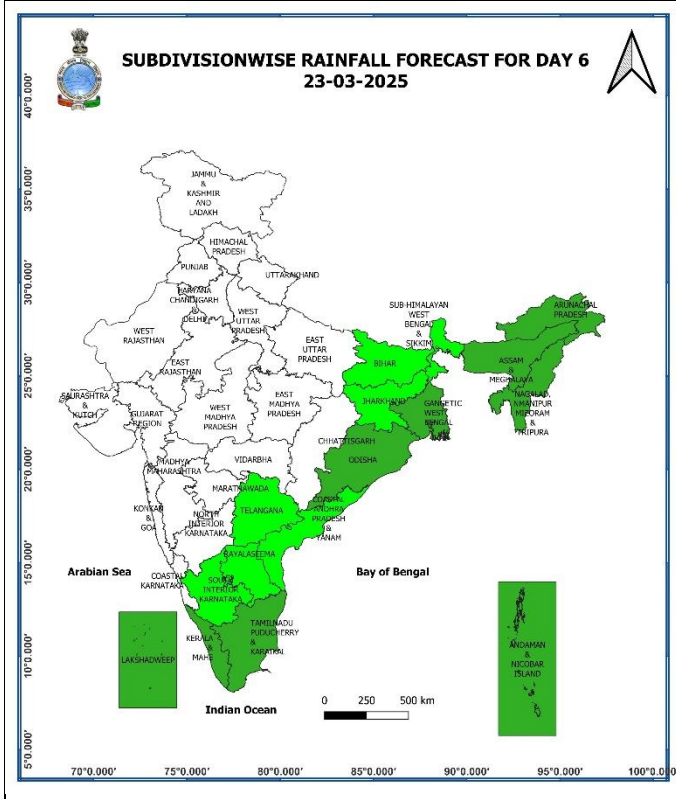 SUBDIVISIONWISE RAINFALL FORECAST FOR DAY 6
23-03-2025
40°0.000'
35°0.000'
30°0.000'
25°0.000'
20°0.000'
15°0.000'
10°0.000'
5°0.000'
JAMMU
&
KASHMIR
AND
LADAKH
HIMACHAL
PRADESH
PUNJAB
UTTARAKHAND
HARYANA
CHANDIGARH
&
DELHI
WEST
UTTAR
PRADESH
WEST
RAJASTHAN
EAST
RAJASTHAN
EAST
UTTAR
PRADESH
SUB-HIMALAYAN
WEST
BENGAL
&
SIKKIM
ARUNACHAL
PRADESH
ASSAM
&
MEGHALAYA
NAGALAD,
NMANIPUR
MIZORAM
&
TRIPURA
BIHAR
JHARKHAND
GANGETIC
WEST
BENGAL
SAURASHTRA
&
KUTCH
GUJARAT
REGION
WEST
MADHYA
PRADESH
EAST
MADHYA
PRADESH
CHHATTISGARH
ODISHA
MADHYA
MAHARASHTRA
VIDARBHA
MARATHAWADA
TELANGANA
COASTAL
ANDHRA
PRADESH
&
YANAM
KONKAN
&
GOA
NORTH
INTERIOR
KARNATAKA
RAYALASEEMA
COASTAL
KARNATAKA
SOUTH
INTERIOR
KARNATAKA
Arabian Sea
Bay of Bengal
TAMILNADU
PUDUCHERRY
&
KARAIKAL
KERALA
&
MAHE
LAKSHADWEEP
ANDAMAN
&
NICOBAR
ISLAND
Indian Ocean
0 250 500 km
70°0.000' 75°0.000' 80°0.000' 85°0.000' 90°0.000' 95°0.000' 100°0.000'